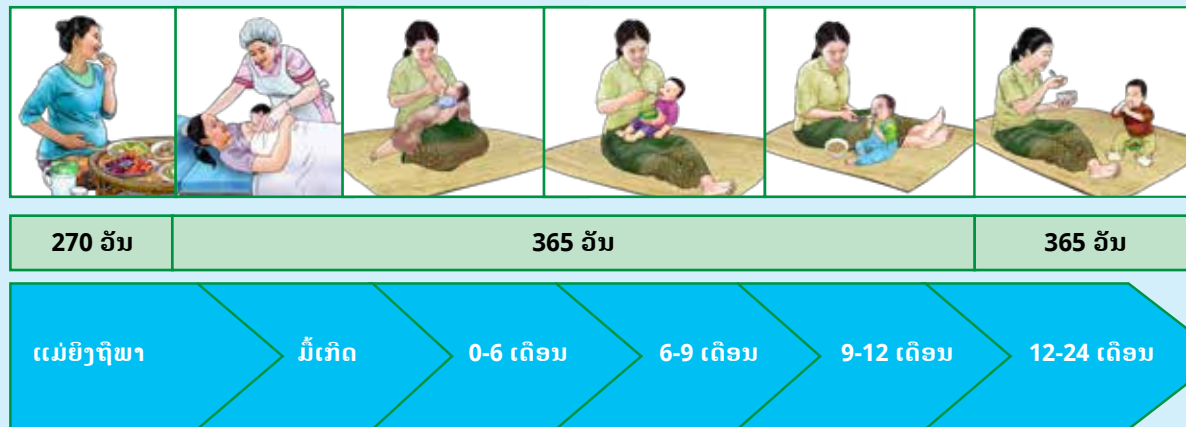 270 ວັນ 365 ວັນ 365 ວັນ
ແມ່ຍິງຖືພາ ມື້ເກີດ 0-6 ເດືອນ 6-9 ເດືອນ 9-12 ເດືອນ 12-24 ເດືອນ